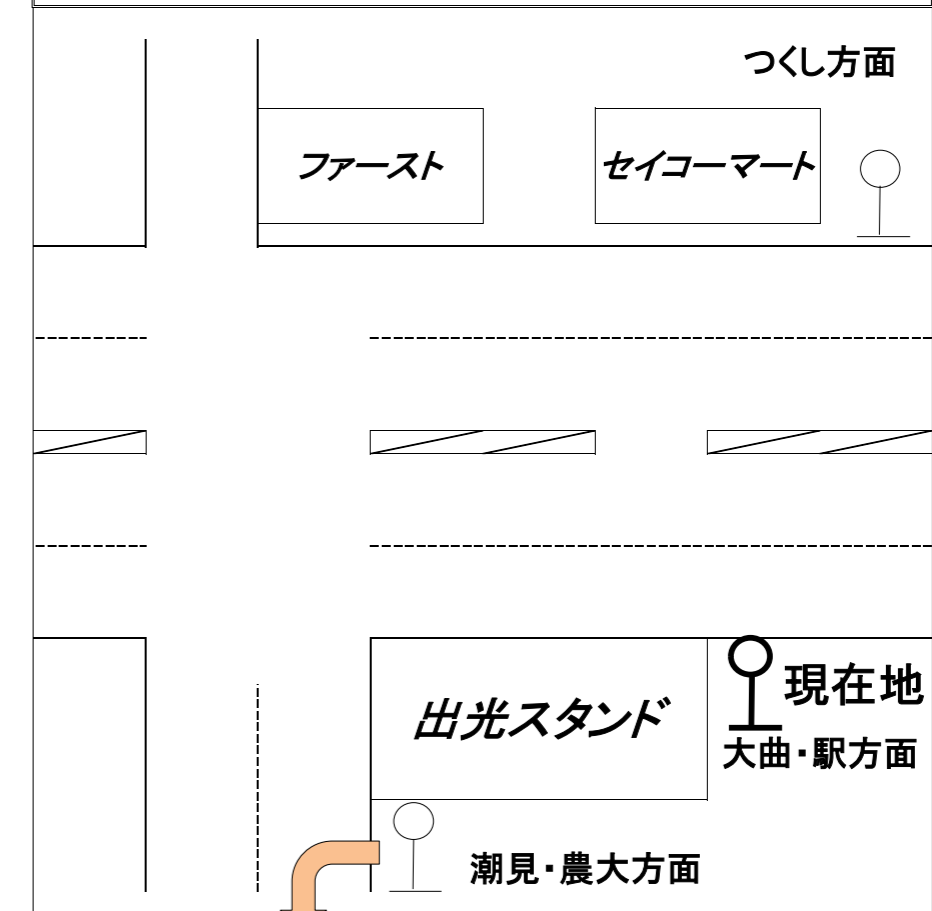 つくし方面
ファースト
セイコーマート
出光スタンド
現在地
大曲・駅方面
潮見・農大方面